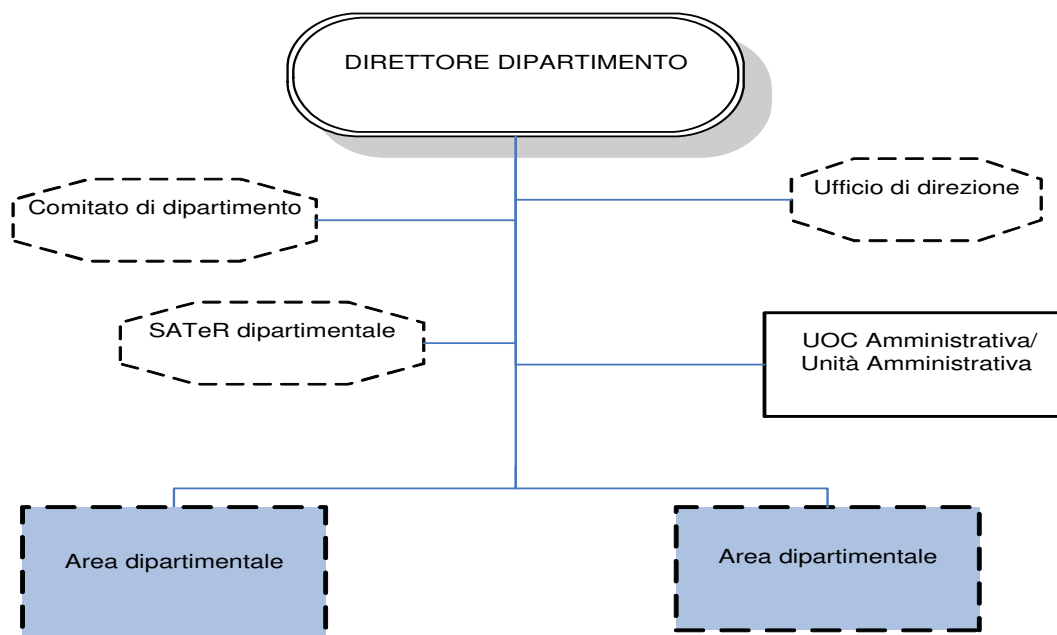 DIRETTORE DIPARTIMENTO
Comitato di dipartimento
Ufficio di direzione
SATeR dipartimentale
UOC Amministrativa/
Unità Amministrativa
Area dipartimentale
Area dipartimentale